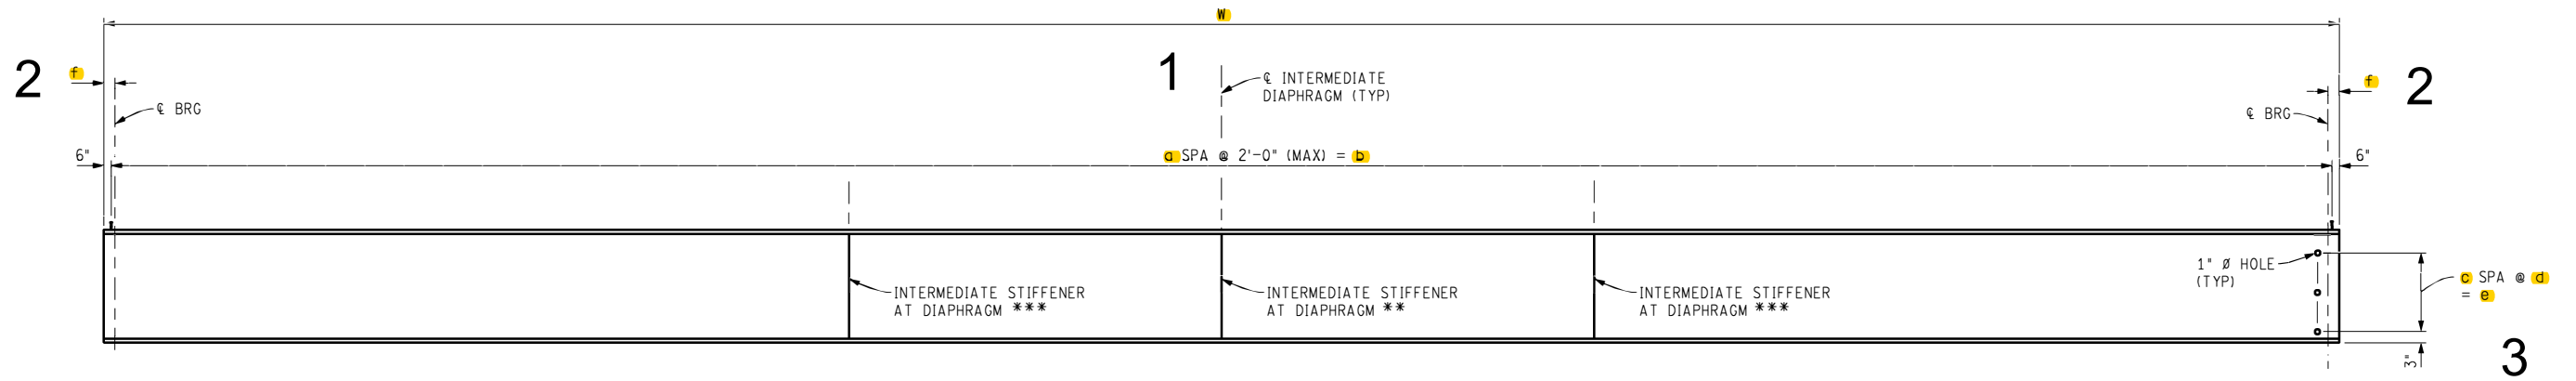 W
1
2
f
℄ INTERMEDIATE
DIAPHRAGM (TYP)
f
2
℄ BRG
℄ BRG
6"
a SPA @ 2'-0" (MAX) = b
6"
1" Ø HOLE
(TYP)
c SPA @ d
= e
INTERMEDIATE STIFFENER
AT DIAPHRAGM ***
INTERMEDIATE STIFFENER
AT DIAPHRAGM **
INTERMEDIATE STIFFENER
AT DIAPHRAGM ***
3"
3